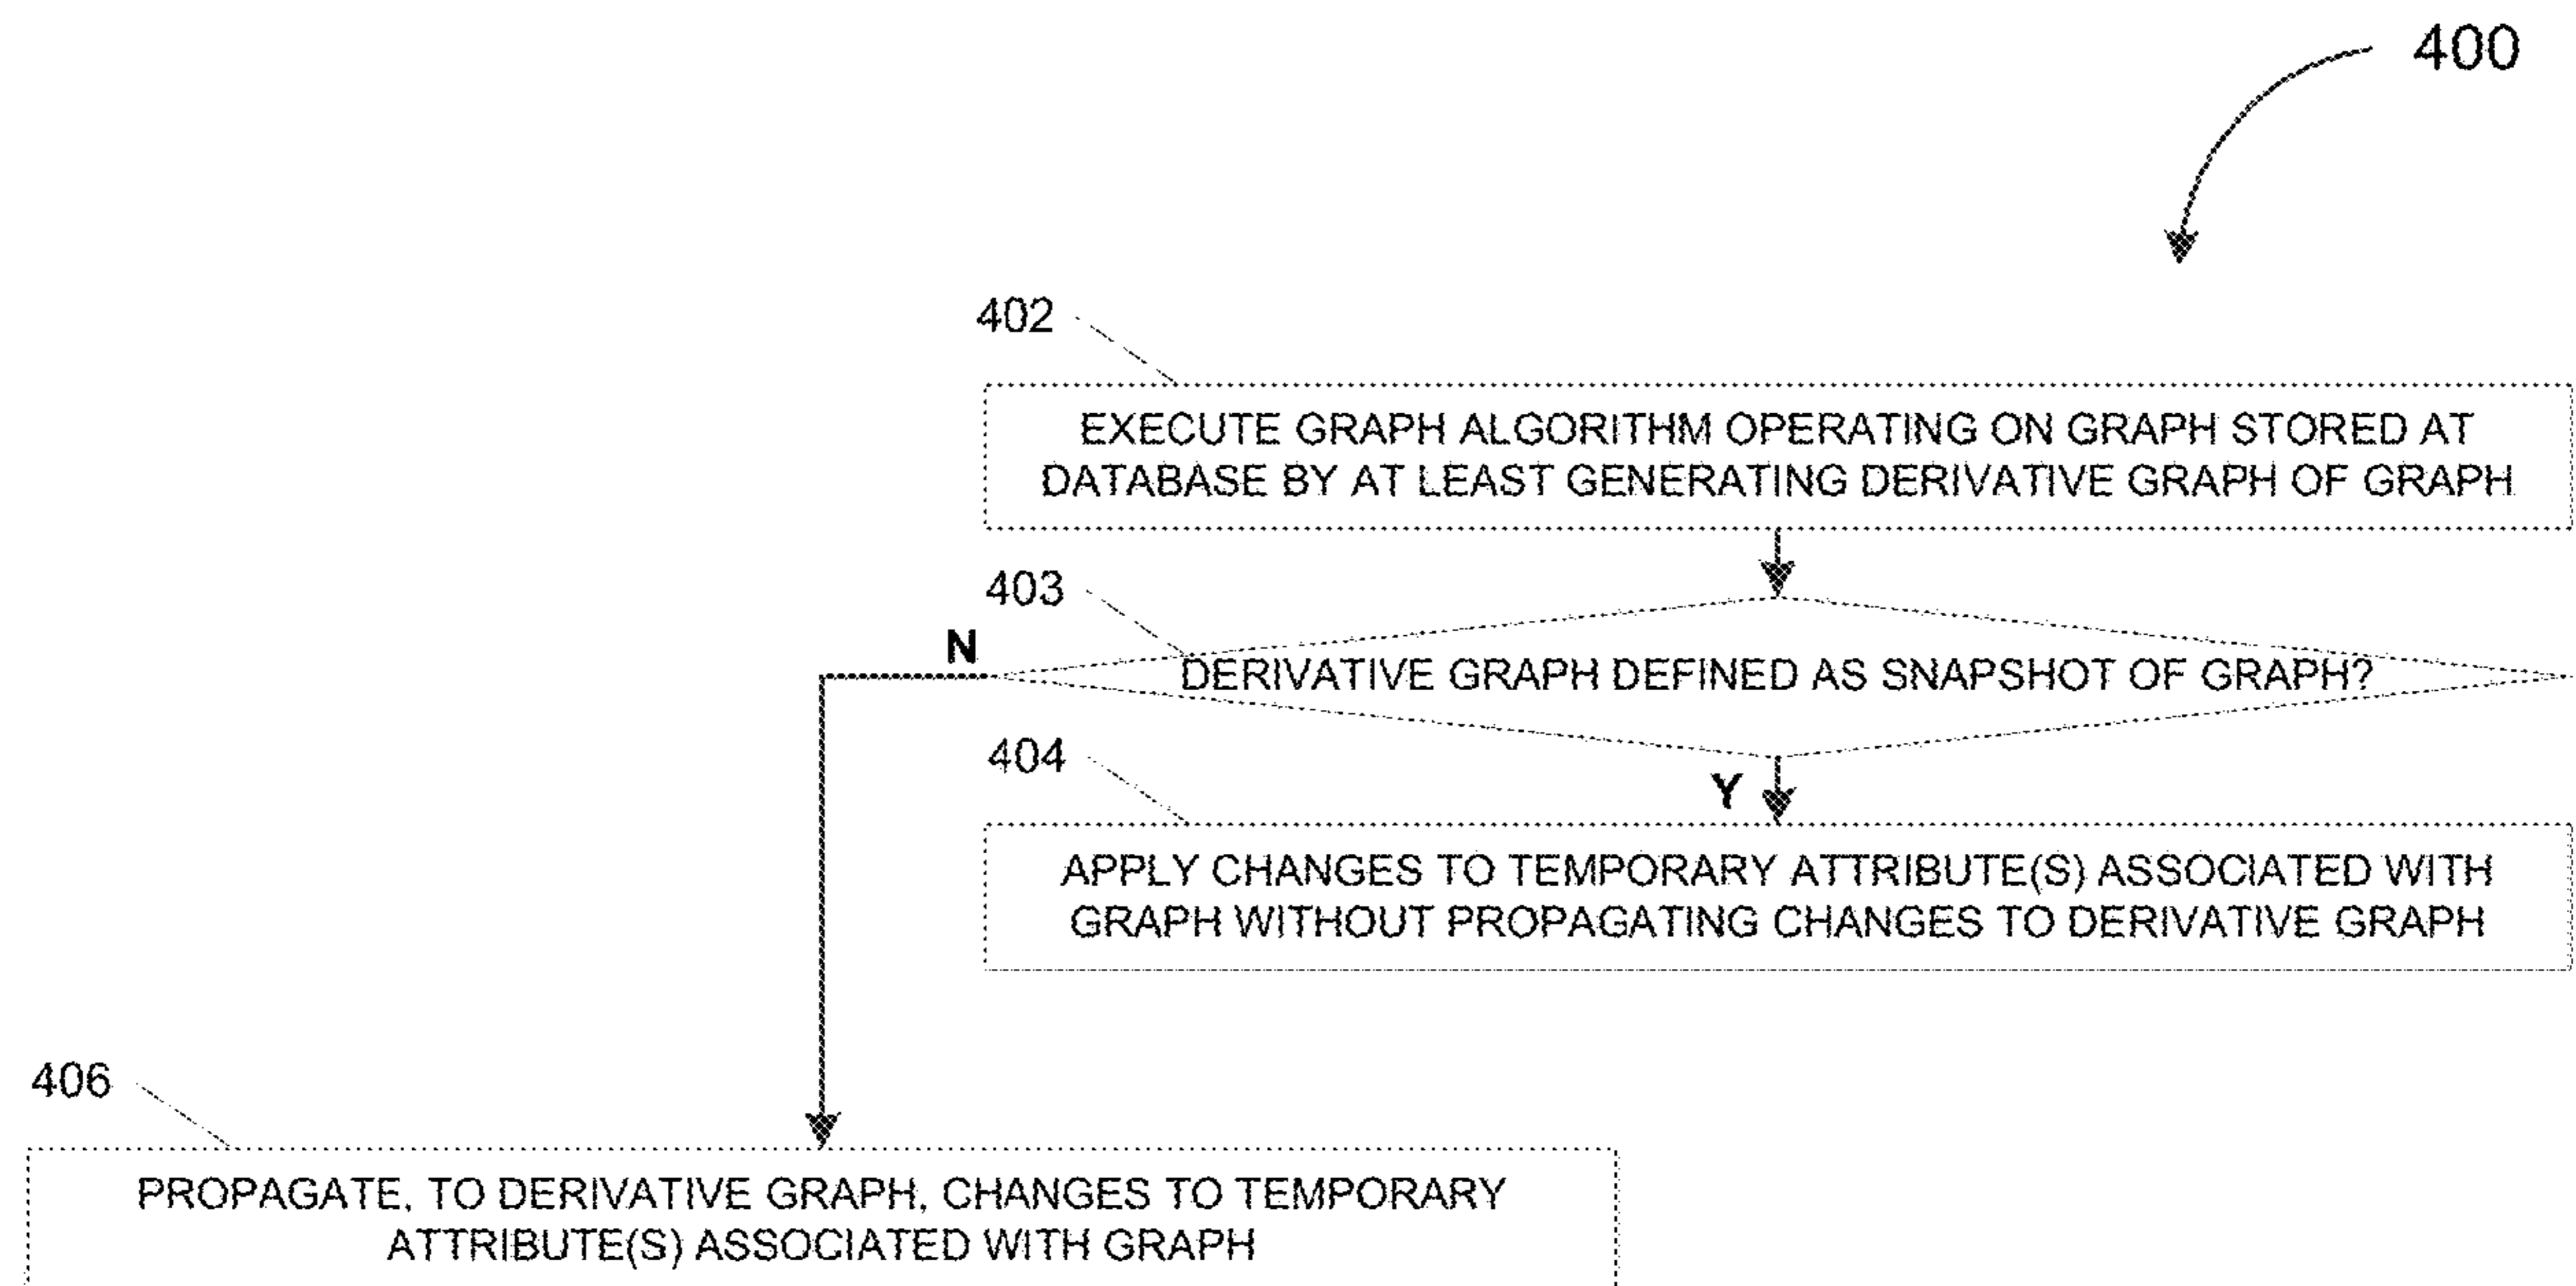 400
402
EXECUTE GRAPH ALGORITHM OPERATING ON GRAPH STORED AT
DATABASE BY AT LEAST GENERATING DERIVATIVE GRAPH OF GRAPH
403
N
DERIVATIVE GRAPH DEFINED AS SNAPSHOT OF GRAPH?
404
Y
APPLY CHANGES TO TEMPORARY ATTRIBUTE(S) ASSOCIATED WITH
GRAPH WITHOUT PROPAGATING CHANGES TO DERIVATIVE GRAPH
406
PROPAGATE, TO DERIVATIVE GRAPH, CHANGES TO TEMPORARY
ATTRIBUTE(S) ASSOCIATED WITH GRAPH